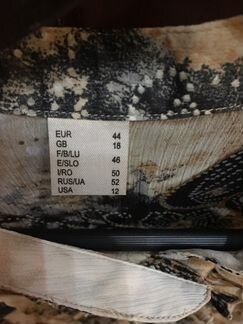 EUR 44
GB 18
F/B/LU 46
E/SLO
I/RO 50
RUS/UA 52
USA 12